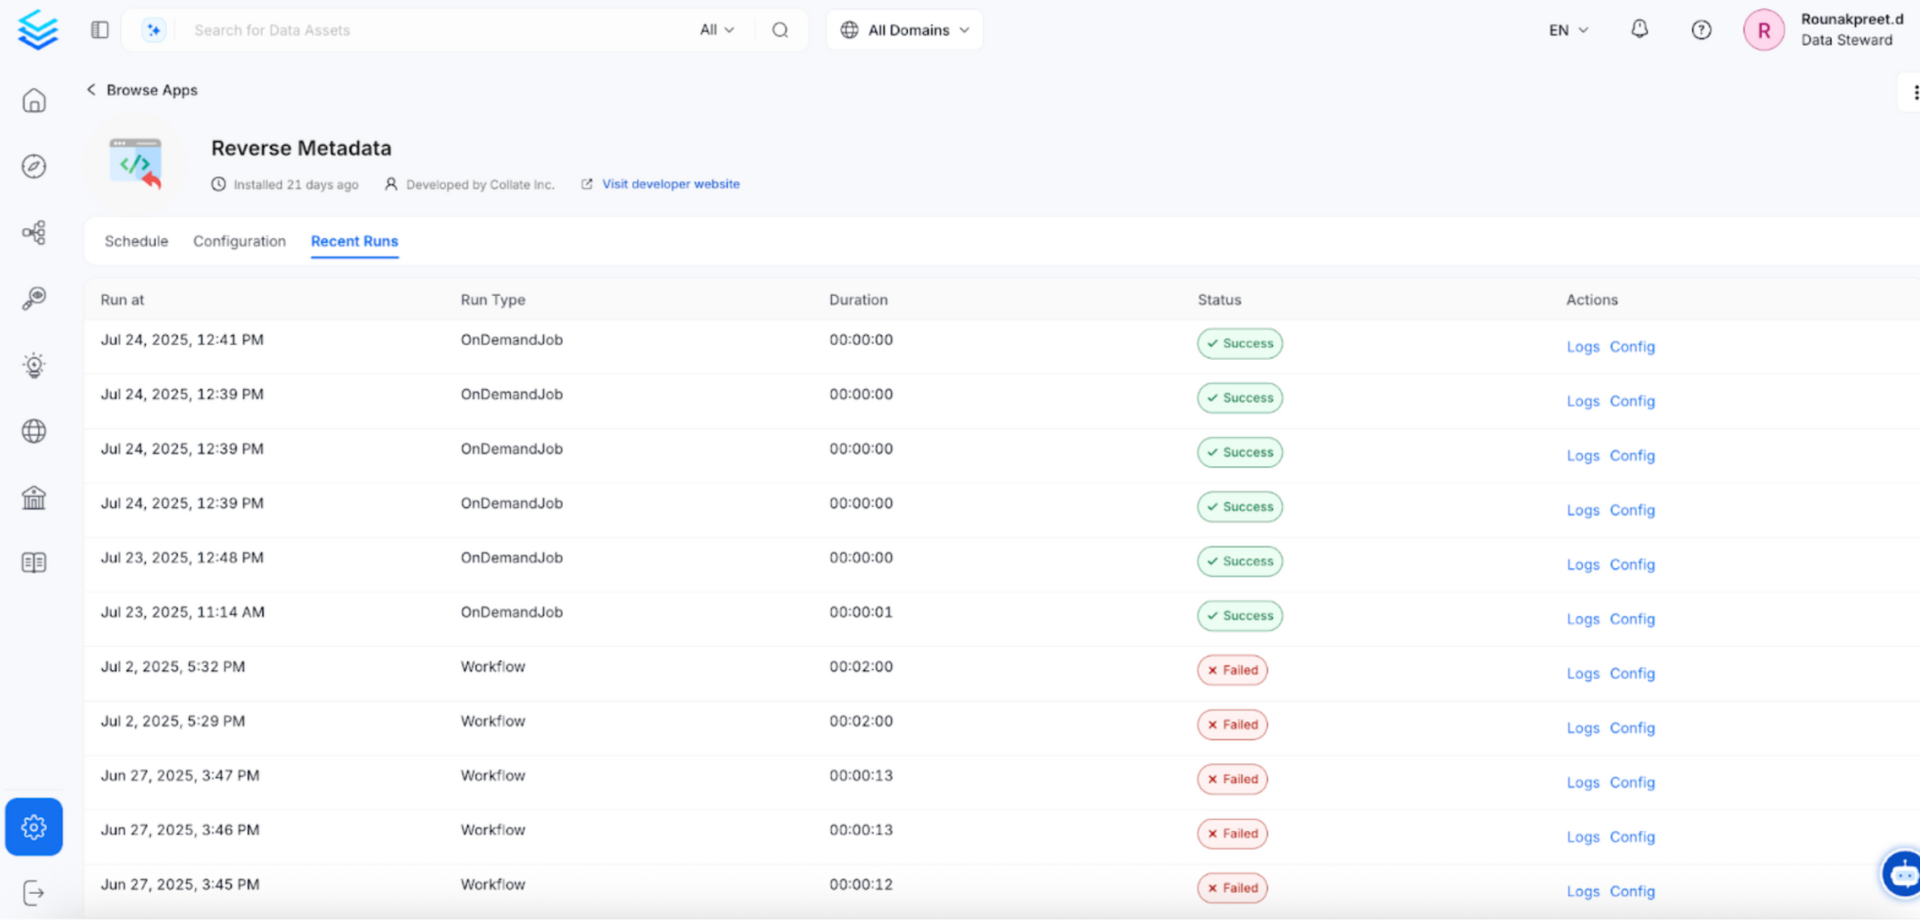 Search for Data Assets All All Domains EN R Rounakpreet.d
Data Steward
Browse Apps
Reverse Metadata
Installed 21 days ago Developed by Collate Inc. Visit developer website
Schedule Configuration Recent Runs
Run at Run Type Duration Status Actions
Jul 24, 2025, 12:41 PM OnDemandJob 00:00:00 Success Logs Config
Jul 24, 2025, 12:39 PM OnDemandJob 00:00:00 Success Logs Config
Jul 24, 2025, 12:39 PM OnDemandJob 00:00:00 Success Logs Config
Jul 24, 2025, 12:39 PM OnDemandJob 00:00:00 Success Logs Config
Jul 23, 2025, 12:48 PM OnDemandJob 00:00:00 Success Logs Config
Jul 23, 2025, 11:14 AM OnDemandJob 00:00:01 Success Logs Config
Jul 2, 2025, 5:32 PM Workflow 00:02:00 Failed Logs Config
Jul 2, 2025, 5:29 PM Workflow 00:02:00 Failed Logs Config
Jun 27, 2025, 3:47 PM Workflow 00:00:13 Failed Logs Config
Jun 27, 2025, 3:46 PM Workflow 00:00:13 Failed Logs Config
Jun 27, 2025, 3:45 PM Workflow 00:00:12 Failed Logs Config